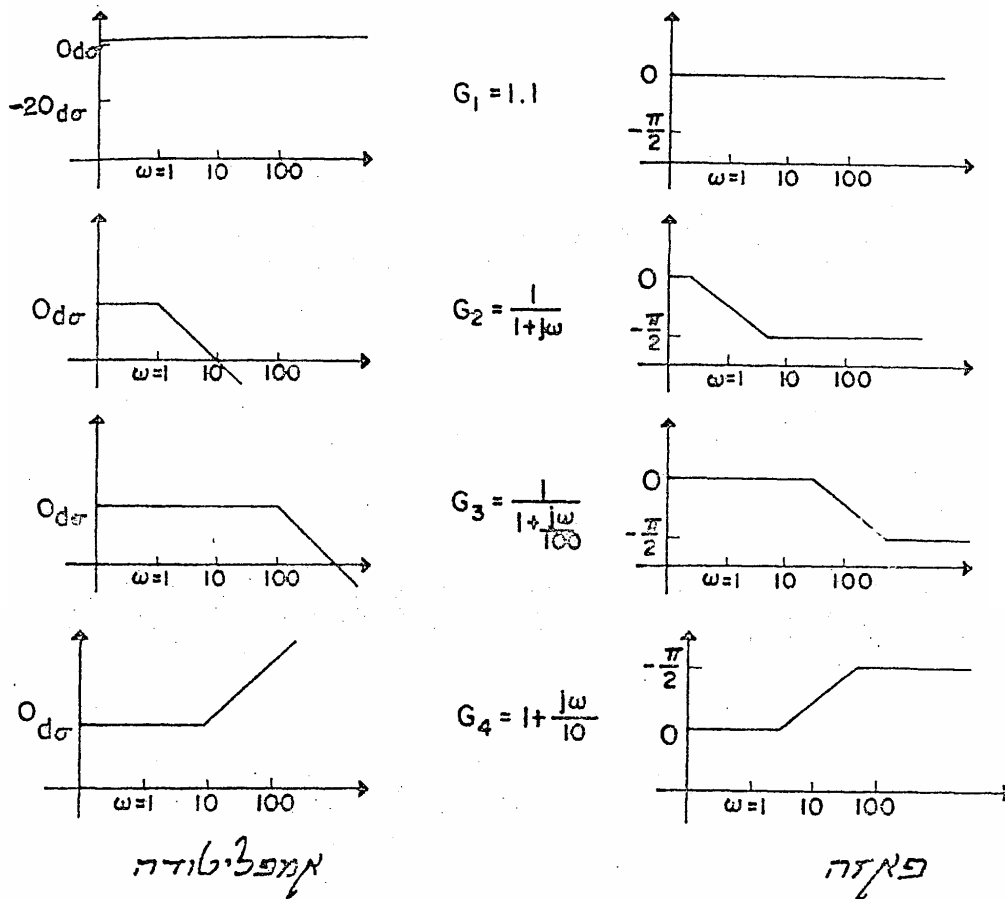 0dσ
-20dσ
ω=1 10 100
G₁ = 1.1
0
-π/2
ω=1 10 100
0dσ
ω=1 10 100
G₂ = 1/(1+jω)
0
-π/2
ω=1 10 100
0dσ
ω=1 10 100
G₃ = 1/(1+jω/100)
0
-π/2
ω=1 10 100
0dσ
ω=1 10 100
G₄ = 1+jω/10
-π/2
0
ω=1 10 100
אמפליטודה
פאזה